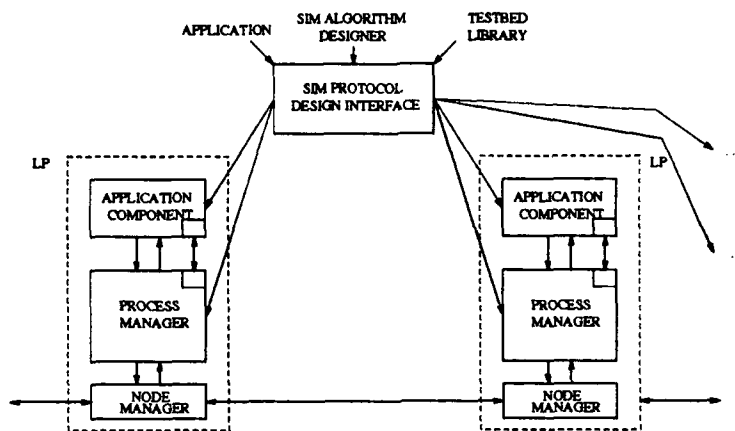 APPLICATION
SIM ALGORITHM
DESIGNER
TESTBED
LIBRARY
SIM PROTOCOL
DESIGN INTERFACE
LP
APPLICATION
COMPONENT
PROCESS
MANAGER
NODE
MANAGER
LP
APPLICATION
COMPONENT
PROCESS
MANAGER
NODE
MANAGER